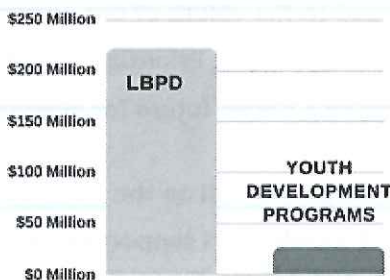 $250 Million
$200 Million
LBPD
$150 Million
$100 Million
YOUTH
DEVELOPMENT
PROGRAMS
$50 Million
$0 Million